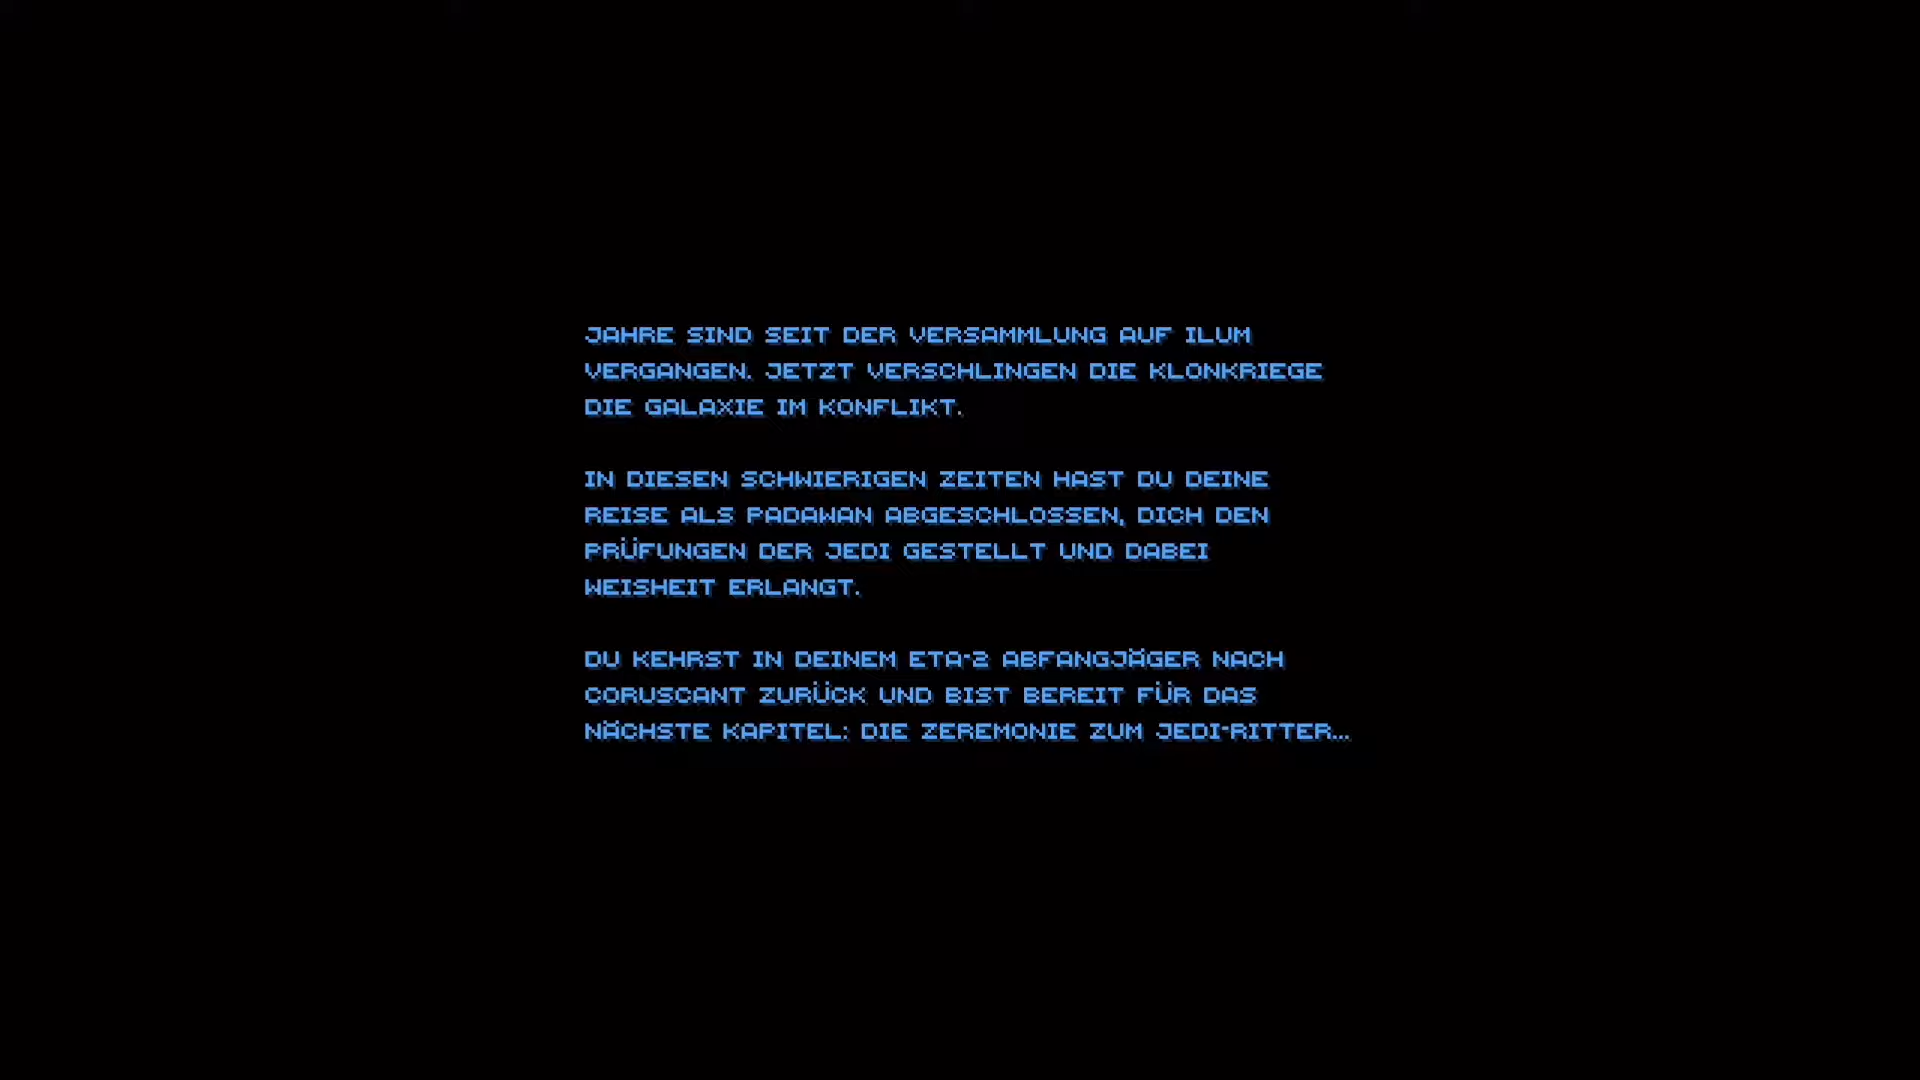 JAHRE SIND SEIT DER VERSAMMLUNG AUF ILUM
VERGANGEN. JETZT VERSCHLINGEN DIE KLONKRIEGE
DIE GALAXIE IM KONFLIKT.
IN DIESEN SCHWIERIGEN ZEITEN HAST DU DEINE
REISE ALS PADAWAN ABGESCHLOSSEN, DICH DEN
PRÜFUNGEN DER JEDI GESTELLT UND DABEI
WEISHEIT ERLANGT.
DU KEHRST IN DEINEM ETA-2 ABFANGJÄGER NACH
CORUSCANT ZURÜCK UND BIST BEREIT FÜR DAS
NÄCHSTE KAPITEL: DIE ZEREMONIE ZUM JEDI-RITTER...